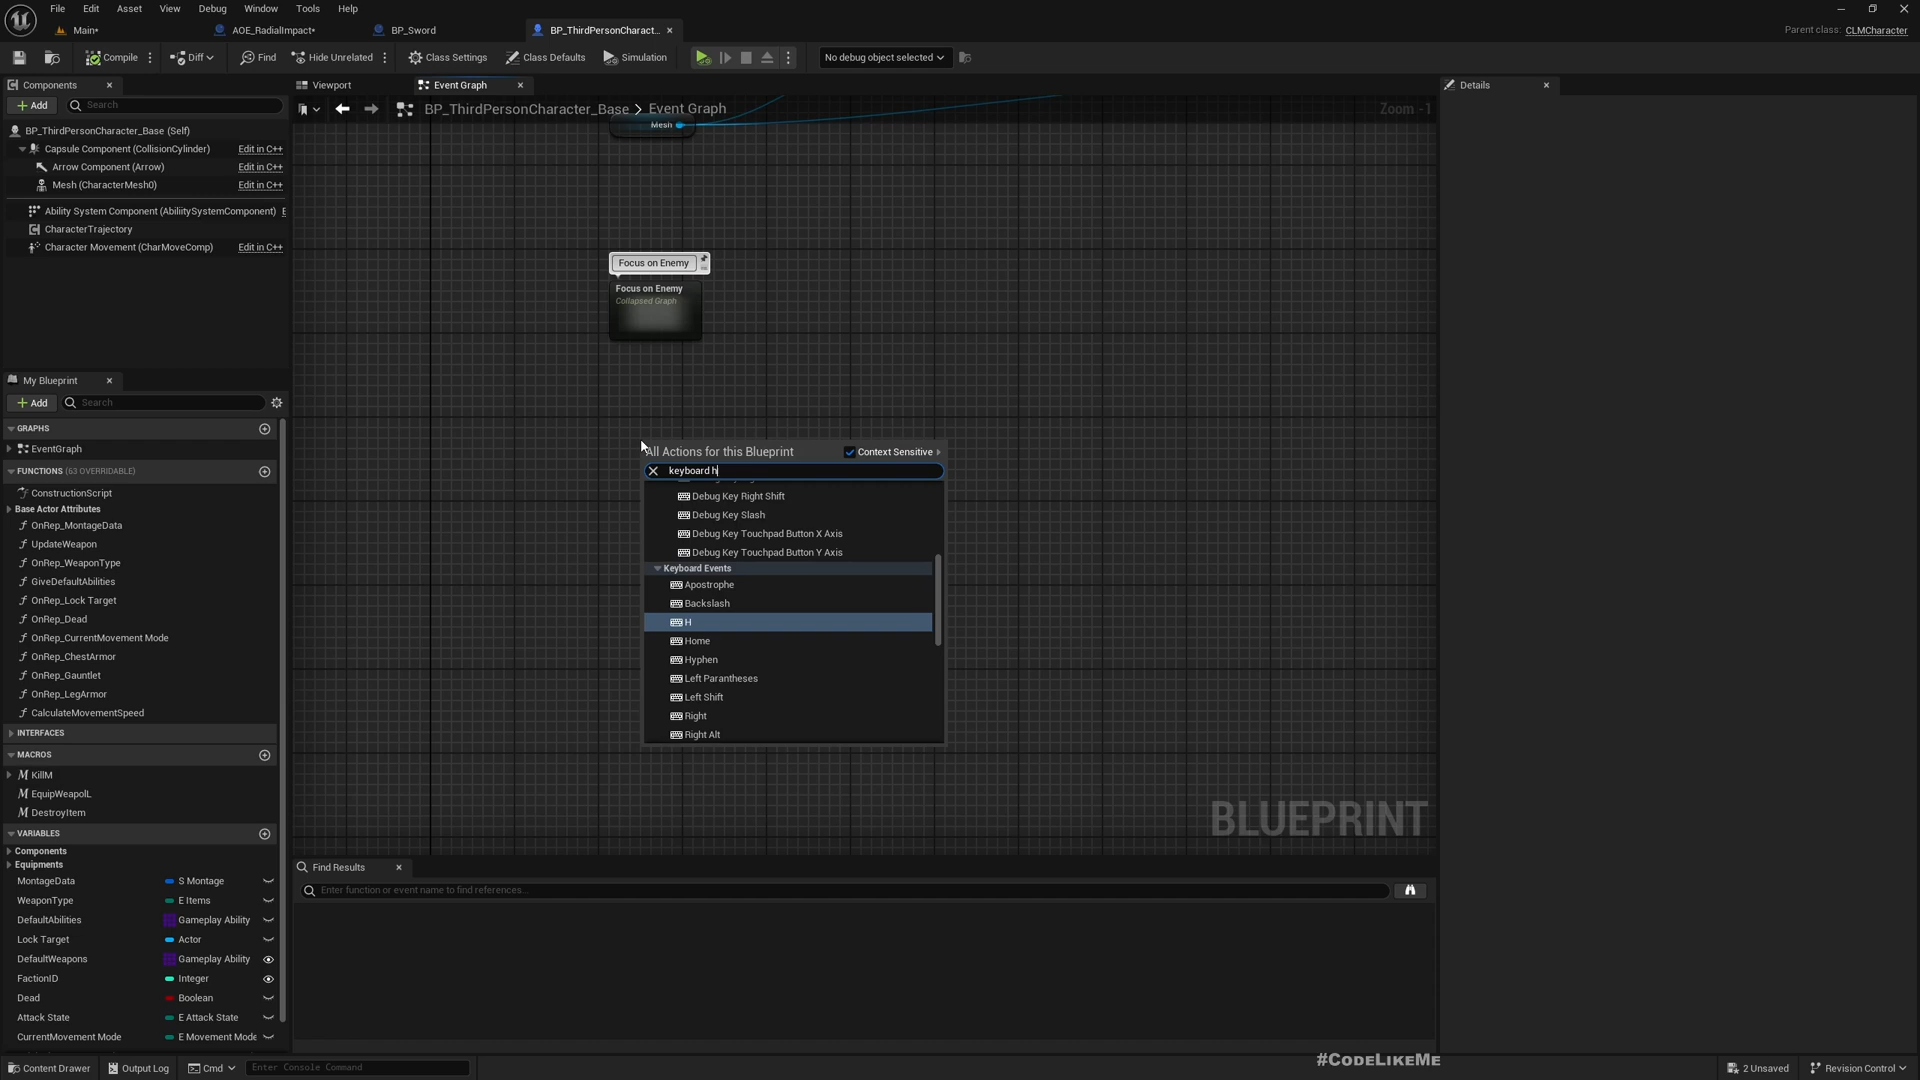 File Edit Asset View Debug Window Tools Help
Main* AOE_RadialImpact* BP_Sword BP_ThirdPersonCharact...
Parent class: CLMCharacter
Compile Diff Find Hide Unrelated Class Settings Class Defaults Simulation No debug object selected
Components
Add Search
BP_ThirdPersonCharacter_Base (Self)
Capsule Component (CollisionCylinder) Edit in C++
Arrow Component (Arrow) Edit in C++
Mesh (CharacterMesh0) Edit in C++
Ability System Component (AbilitySystemComponent) E
CharacterTrajectory
Character Movement (CharMoveComp) Edit in C++
My Blueprint
Add Search
GRAPHS
EventGraph
FUNCTIONS (63 OVERRIDABLE)
ConstructionScript
Base Actor Attributes
OnRep_MontageData
UpdateWeapon
OnRep_WeaponType
GiveDefaultAbilities
OnRep_Lock Target
OnRep_Dead
OnRep_CurrentMovement Mode
OnRep_ChestArmor
OnRep_Gauntlet
OnRep_LegArmor
CalculateMovementSpeed
INTERFACES
MACROS
KillM
EquipWeapolL
DestroyItem
VARIABLES
Components
Equipments
MontageData S Montage
WeaponType E Items
DefaultAbilities Gameplay Ability
Lock Target Actor
DefaultWeapons Gameplay Ability
FactionID Integer
Dead Boolean
Attack State E Attack State
CurrentMovement Mode E Movement Mode
Viewport Event Graph
BP_ThirdPersonCharacter_Base > Event Graph
Zoom -1
Mesh
Focus on Enemy
Focus on Enemy
Collapsed Graph
All Actions for this Blueprint Context Sensitive
keyboard h
Debug Key Right Shift
Debug Key Slash
Debug Key Touchpad Button X Axis
Debug Key Touchpad Button Y Axis
Keyboard Events
Apostrophe
Backslash
H
Home
Hyphen
Left Parantheses
Left Shift
Right
Right Alt
BLUEPRINT
Find Results
Enter function or event name to find references...
Details
#CodeLikeMe
Content Drawer Output Log Cmd Enter Console Command
2 Unsaved Revision Control